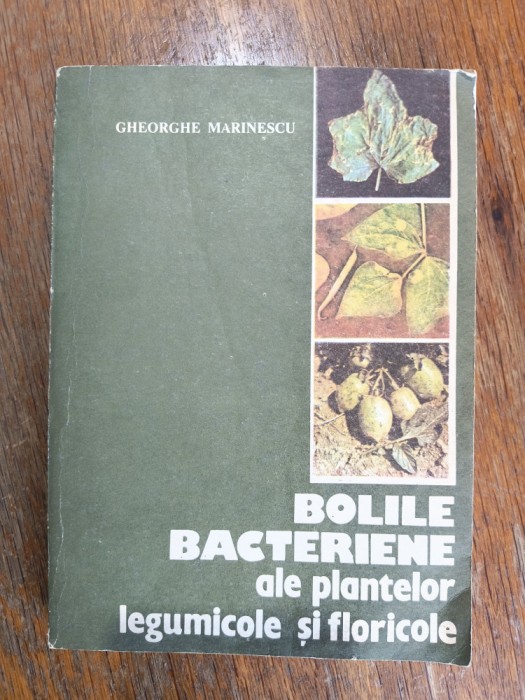 GHEORGHE MARINESCU
BOLILE
BACTERIENE
ale plantelor
legumicole și floricole